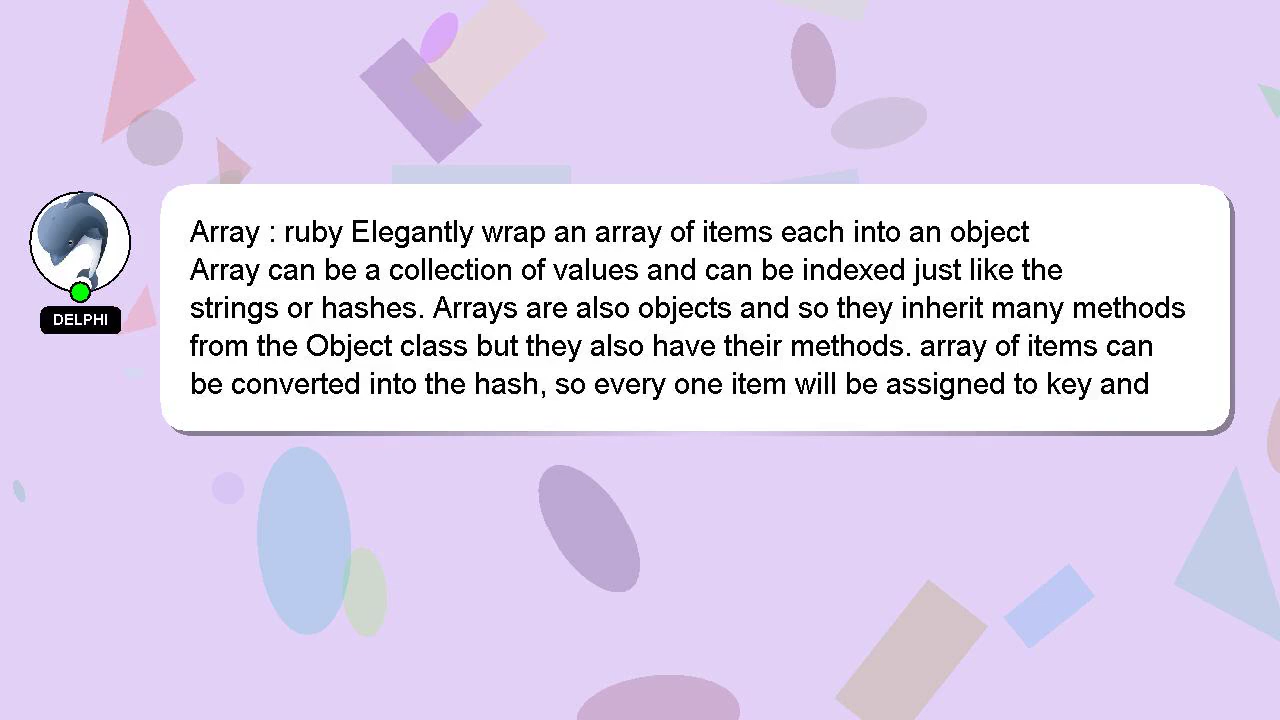 Array : ruby Elegantly wrap an array of items each into an object
Array can be a collection of values and can be indexed just like the
strings or hashes. Arrays are also objects and so they inherit many methods
from the Object class but they also have their methods. array of items can
be converted into the hash, so every one item will be assigned to key and
DELPHI